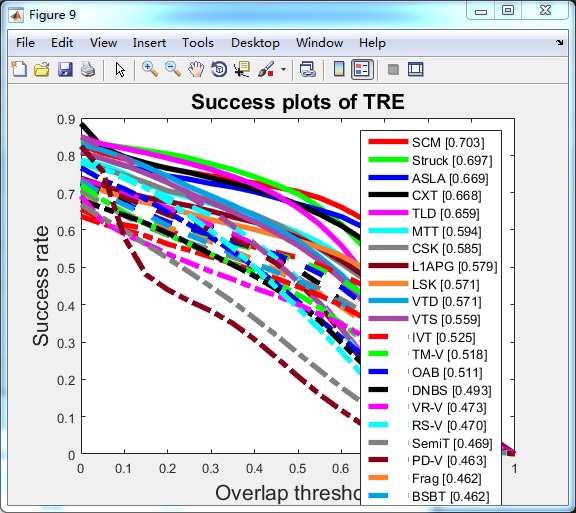 Figure 9
File Edit View Insert Tools Desktop Window Help
Success plots of TRE
Success rate
0.9
0.8
0.7
0.6
0.5
0.4
0.3
0.2
0.1
0
0 0.1 0.2 0.3 0.4 0.5 0.6 1
Overlap thresho
SCM [0.703]
Struck [0.697]
ASLA [0.669]
CXT [0.668]
TLD [0.659]
MTT [0.594]
CSK [0.585]
L1APG [0.579]
LSK [0.571]
VTD [0.571]
VTS [0.559]
IVT [0.525]
TM-V [0.518]
OAB [0.511]
DNBS [0.493]
VR-V [0.473]
RS-V [0.470]
SemiT [0.469]
PD-V [0.463]
Frag [0.462]
BSBT [0.462]